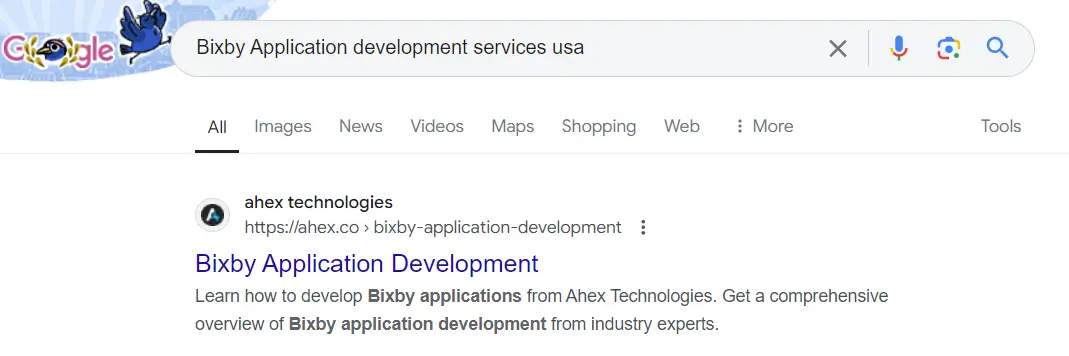 Google
Bixby Application development services usa
All Images News Videos Maps Shopping Web More Tools
ahex technologies
https://ahex.co › bixby-application-development
Bixby Application Development
Learn how to develop Bixby applications from Ahex Technologies. Get a comprehensive
overview of Bixby application development from industry experts.